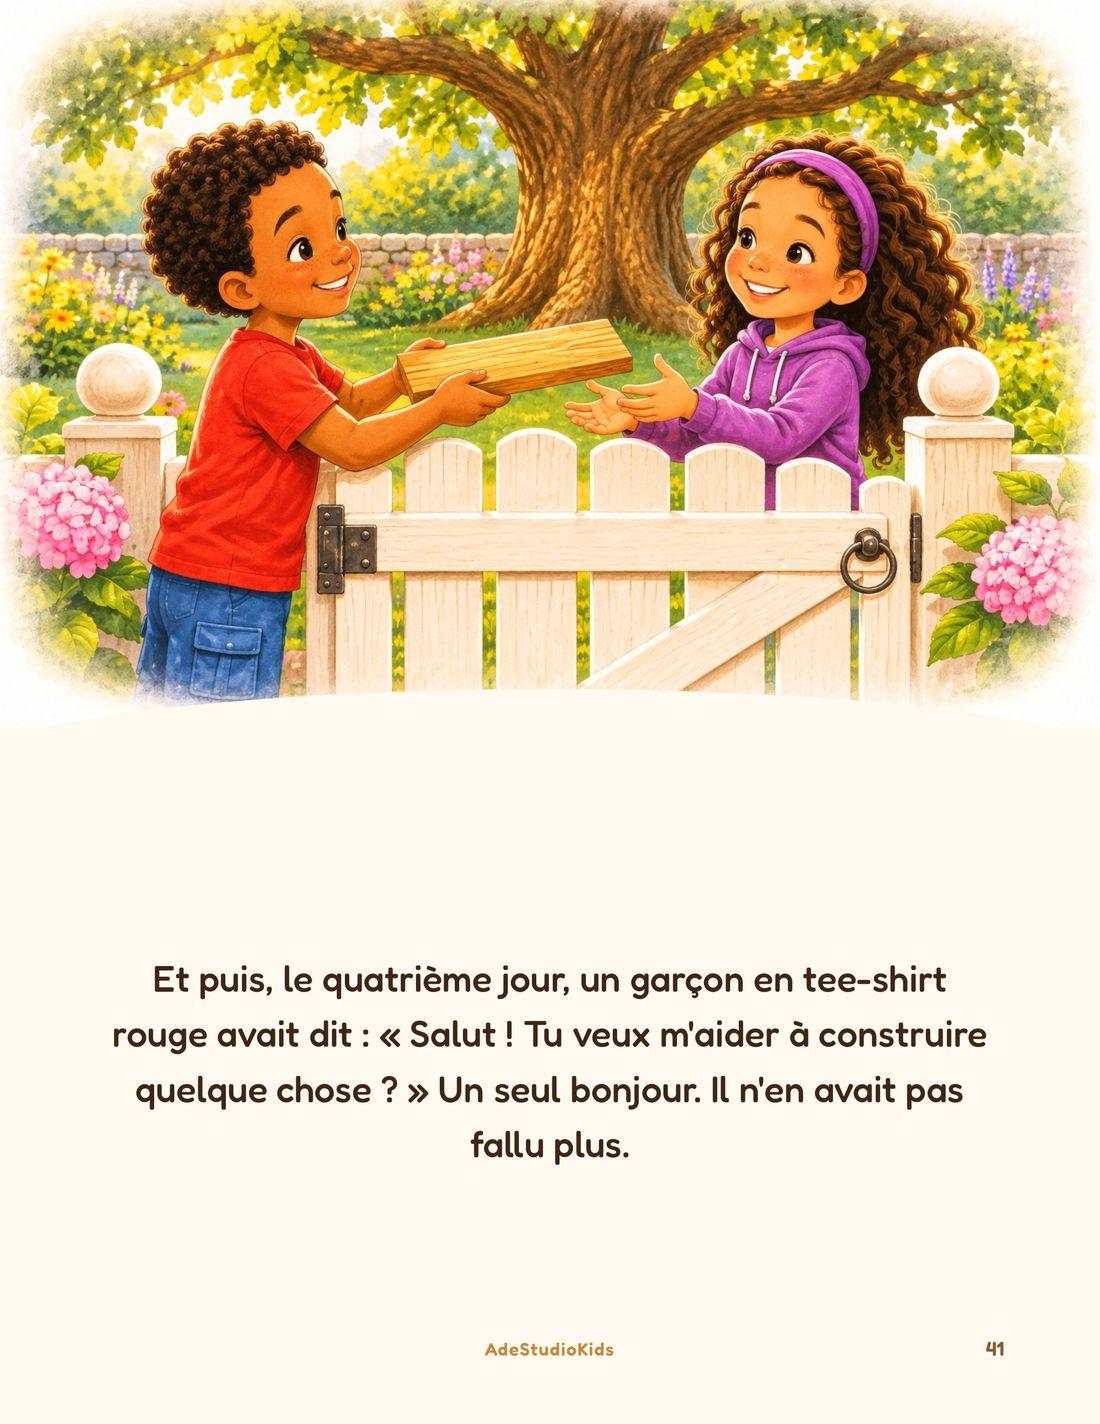 Et puis, le quatrième jour, un garçon en tee-shirt
rouge avait dit : « Salut ! Tu veux m'aider à construire
quelque chose ? » Un seul bonjour. Il n'en avait pas
fallu plus.
AdeStudioKids
41